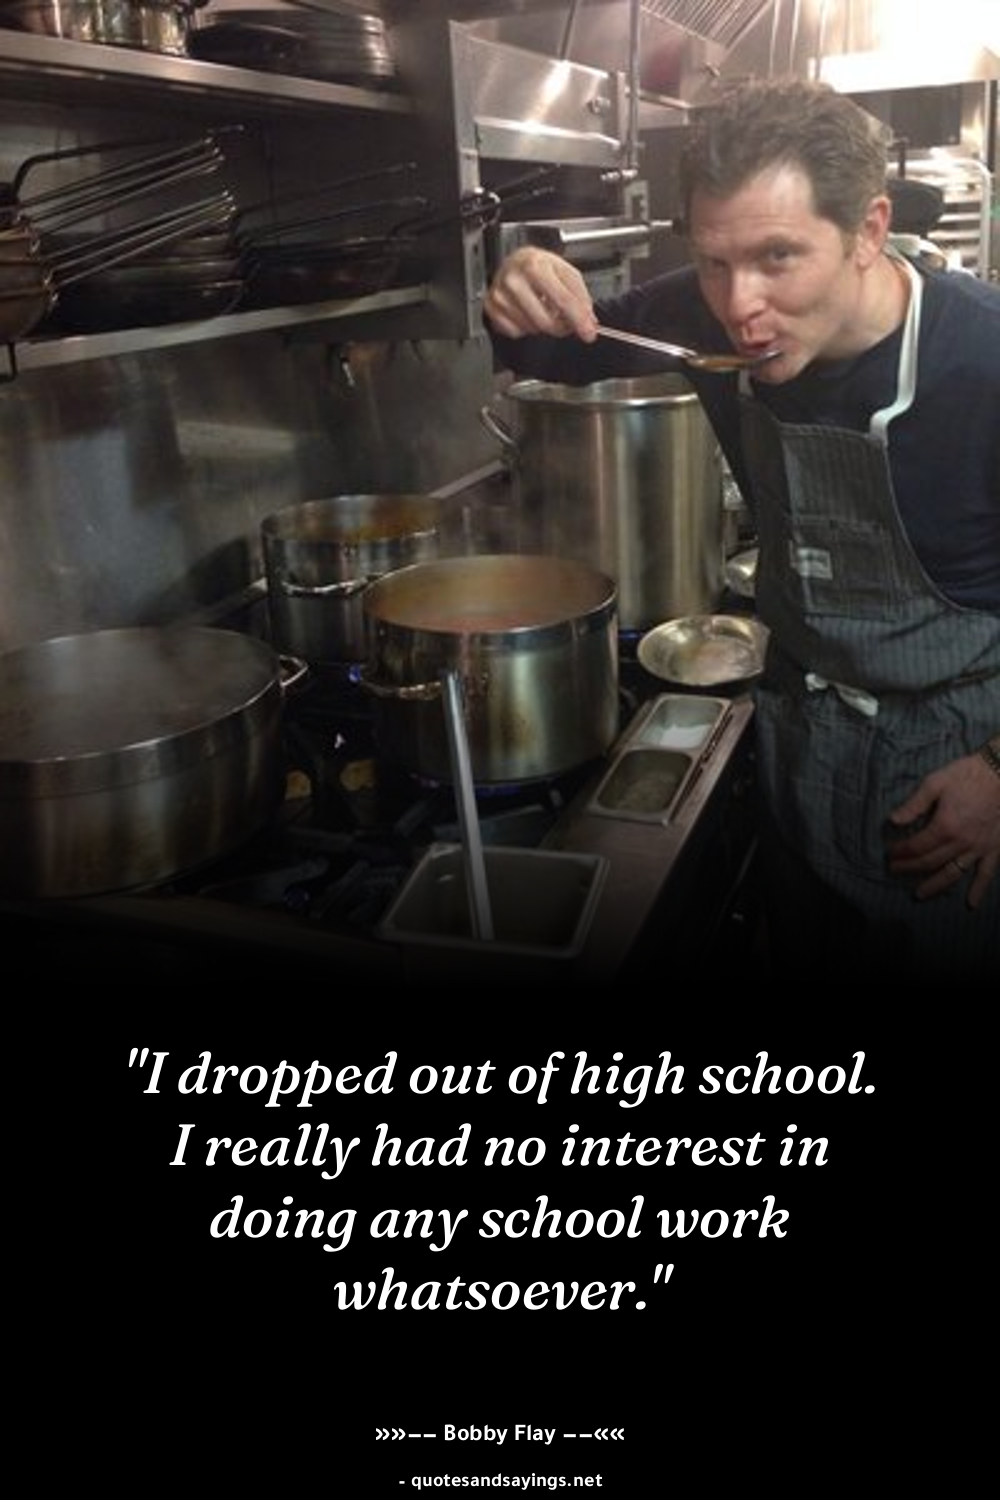 "I dropped out of high school.
I really had no interest in
doing any school work
whatsoever."
»»−− Bobby Flay −−««
- quotesandsayings.net